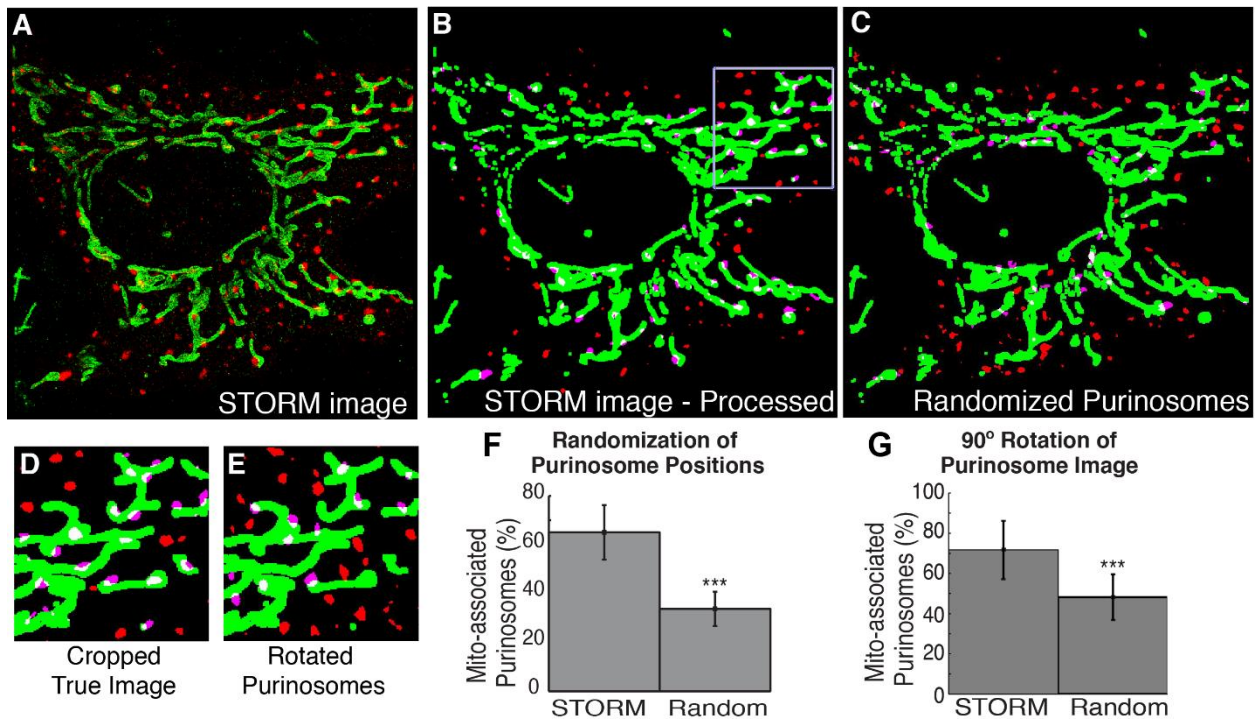 A
B
C
STORM image
STORM image - Processed
Randomized Purinosomes
D
E
Cropped
True Image
Rotated
Purinosomes
F
Randomization of
Purinosome Positions
Mito-associated
Purinosomes (%)
80
60
40
20
0
***
STORM
Random
G
90º Rotation of
Purinosome Image
Mito-associated
Purinosomes (%)
100
80
60
40
20
0
***
STORM
Random